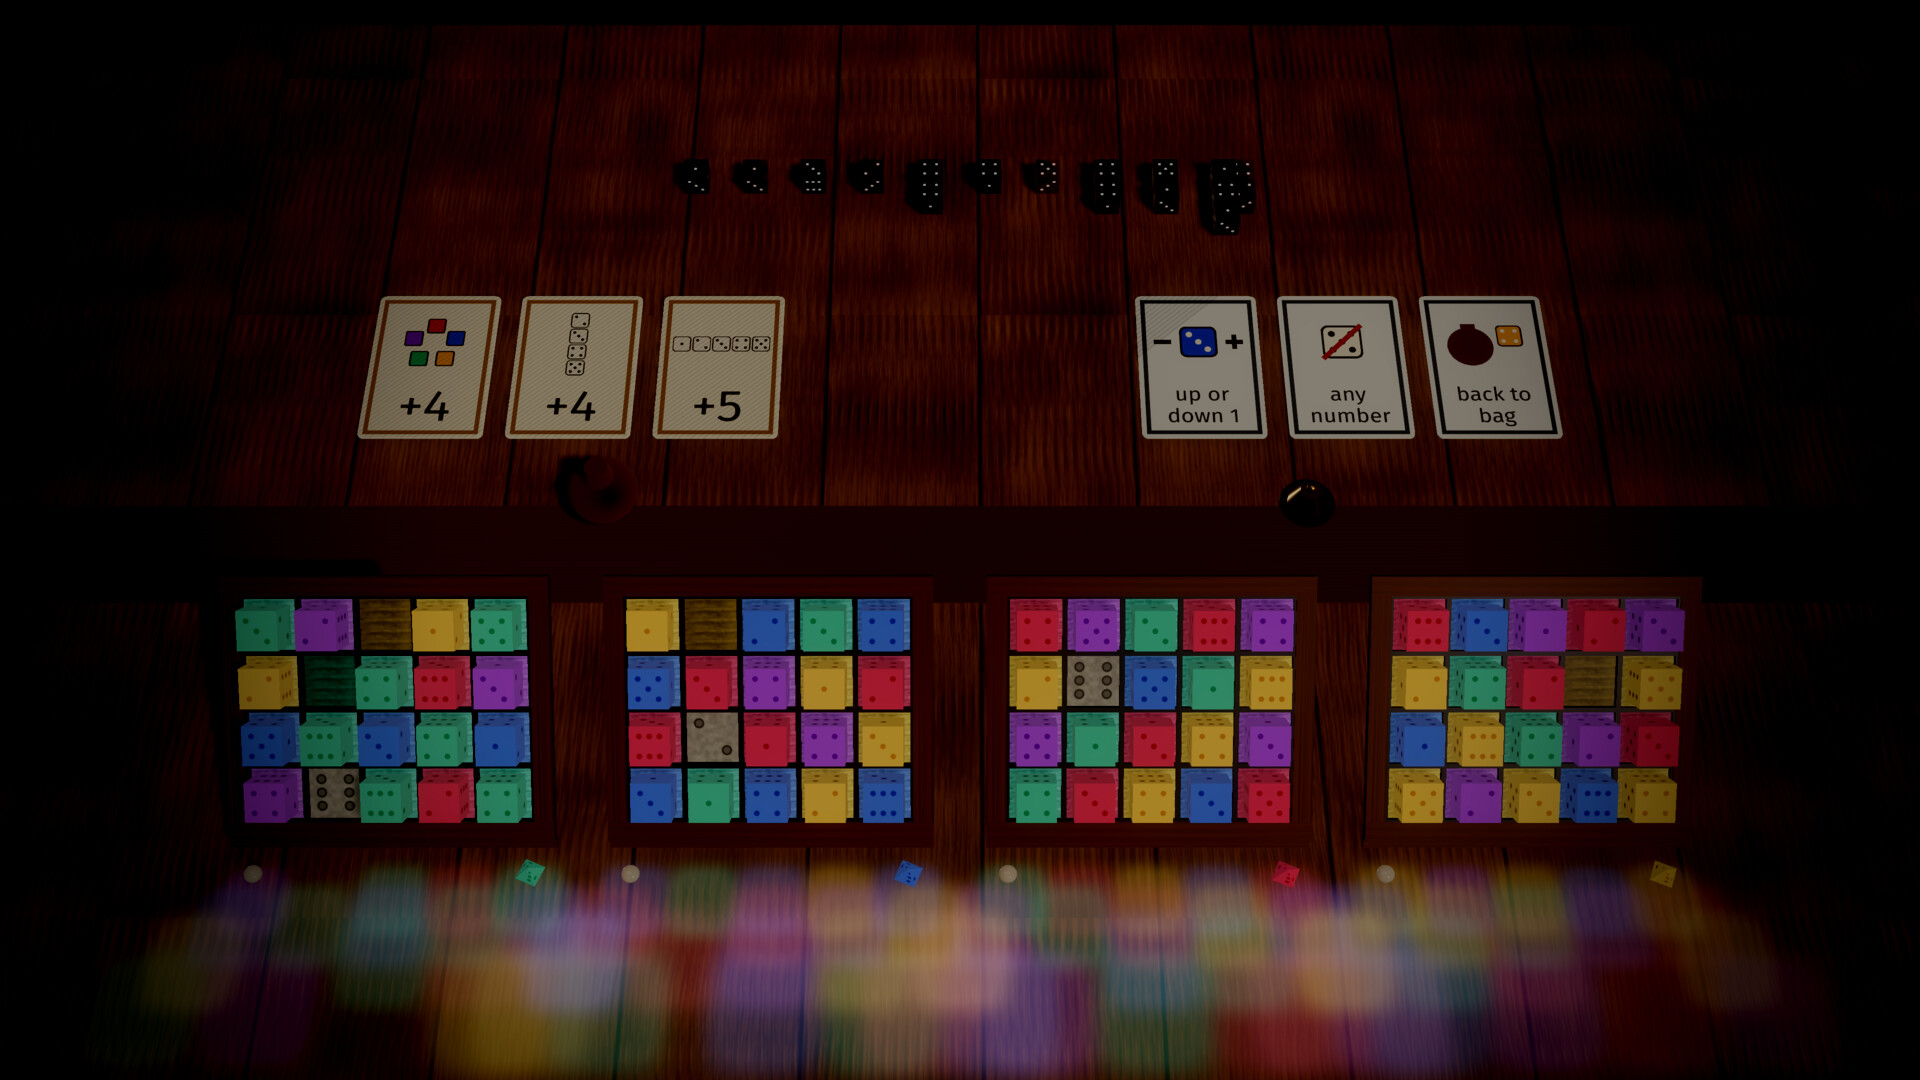 +4
+4
+5
- +
up or
down 1
any
number
back to
bag